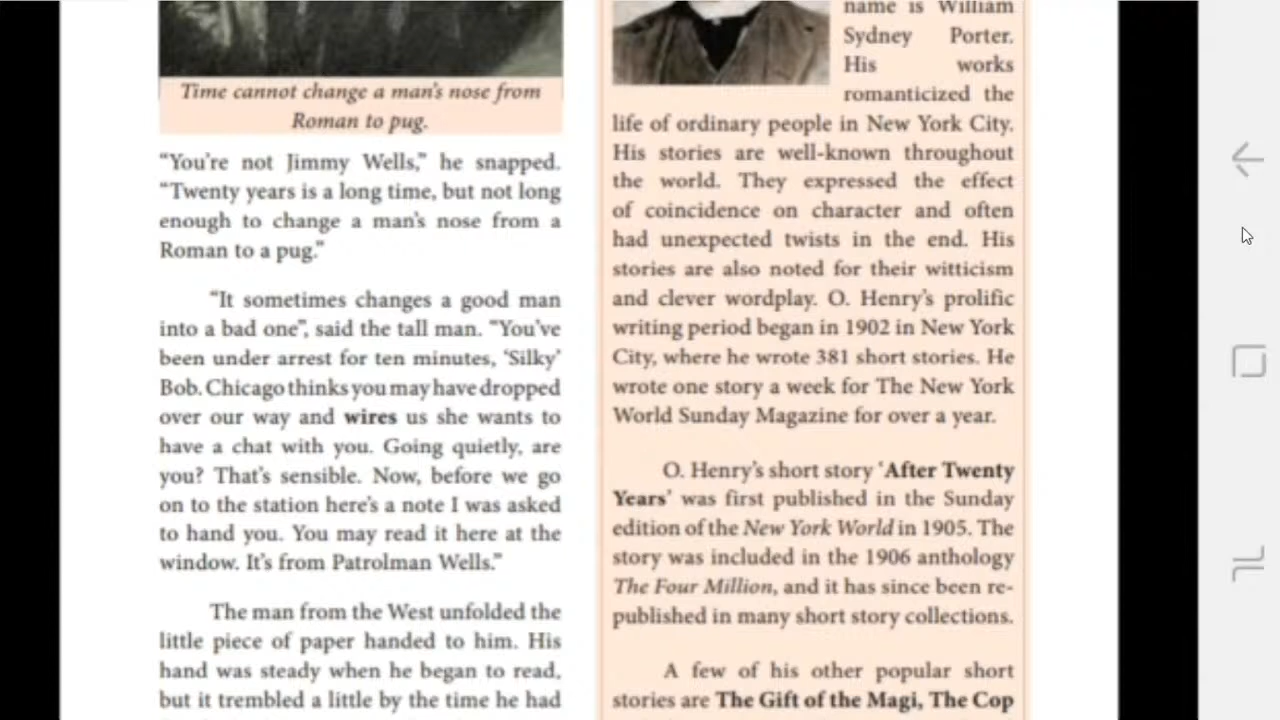 Time cannot change a man's nose from
Roman to pug.
“You're not Jimmy Wells,” he snapped.
“Twenty years is a long time, but not long
enough to change a man's nose from a
Roman to a pug.”
“It sometimes changes a good man
into a bad one”, said the tall man. “You've
been under arrest for ten minutes, ‘Silky’
Bob. Chicago thinks you may have dropped
over our way and wires us she wants to
have a chat with you. Going quietly, are
you? That's sensible. Now, before we go
on to the station here's a note I was asked
to hand you. You may read it here at the
window. It's from Patrolman Wells.”
The man from the West unfolded the
little piece of paper handed to him. His
hand was steady when he began to read,
but it trembled a little by the time he had
name is William
Sydney Porter.
His works
romanticized the
life of ordinary people in New York City.
His stories are well-known throughout
the world. They expressed the effect
of coincidence on character and often
had unexpected twists in the end. His
stories are also noted for their witticism
and clever wordplay. O. Henry's prolific
writing period began in 1902 in New York
City, where he wrote 381 short stories. He
wrote one story a week for The New York
World Sunday Magazine for over a year.
O. Henry's short story ‘After Twenty
Years’ was first published in the Sunday
edition of the New York World in 1905. The
story was included in the 1906 anthology
The Four Million, and it has since been re-
published in many short story collections.
A few of his other popular short
stories are The Gift of the Magi, The Cop